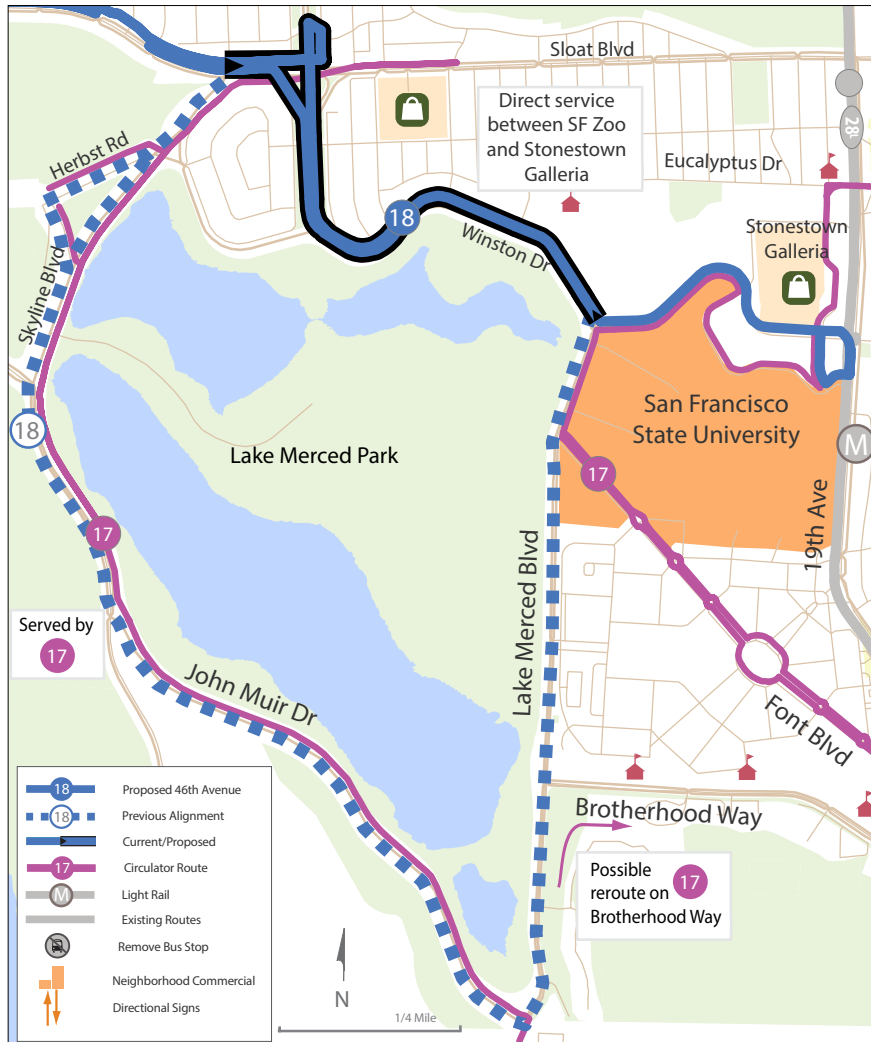 Sloat Blvd
Direct service
between SF Zoo
and Stonestown
Galleria
28L
Herbst Rd
Eucalyptus Dr
18
Winston Dr
Stonestown
Galleria
Skyline Blvd
San Francisco
State University
18
M
Lake Merced Park
17
19th Ave
17
Lake Merced Blvd
Served by
17
John Muir Dr
Font Blvd
18 Proposed 46th Avenue
18 Previous Alignment
Current/Proposed
17 Circulator Route
M Light Rail
Existing Routes
Remove Bus Stop
Neighborhood Commercial
Directional Signs
Brotherhood Way
Possible
reroute on 17
Brotherhood Way
N
1/4 Mile